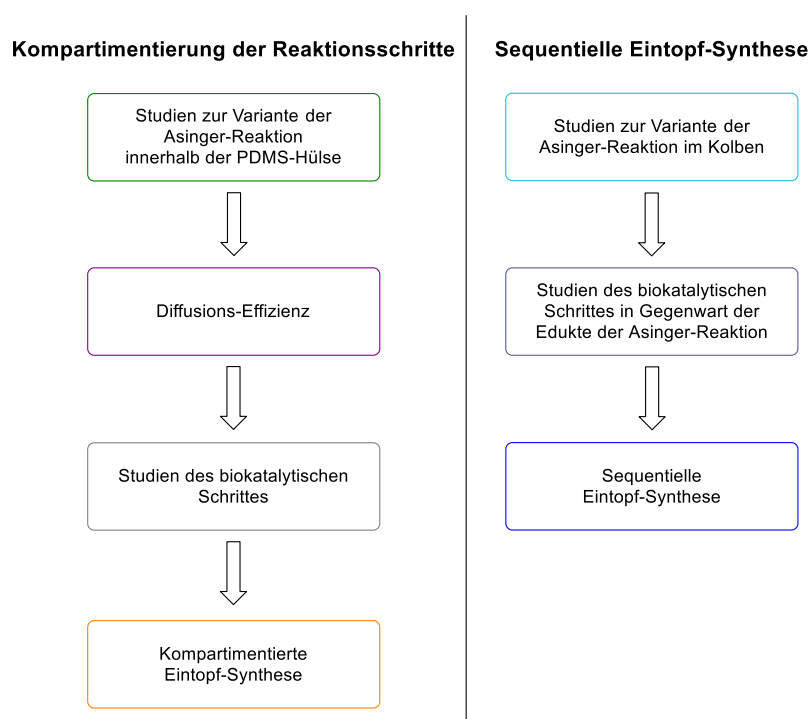 Kompartimentierung der Reaktionsschritte
Studien zur Variante der
Asinger-Reaktion
innerhalb der PDMS-Hülse
Diffusions-Effizienz
Studien des biokatalytischen
Schrittes
Kompartimentierte
Eintopf-Synthese
Sequentielle Eintopf-Synthese
Studien zur Variante der
Asinger-Reaktion im Kolben
Studien des biokatalytischen
Schrittes in Gegenwart der
Edukte der Asinger-Reaktion
Sequentielle
Eintopf-Synthese